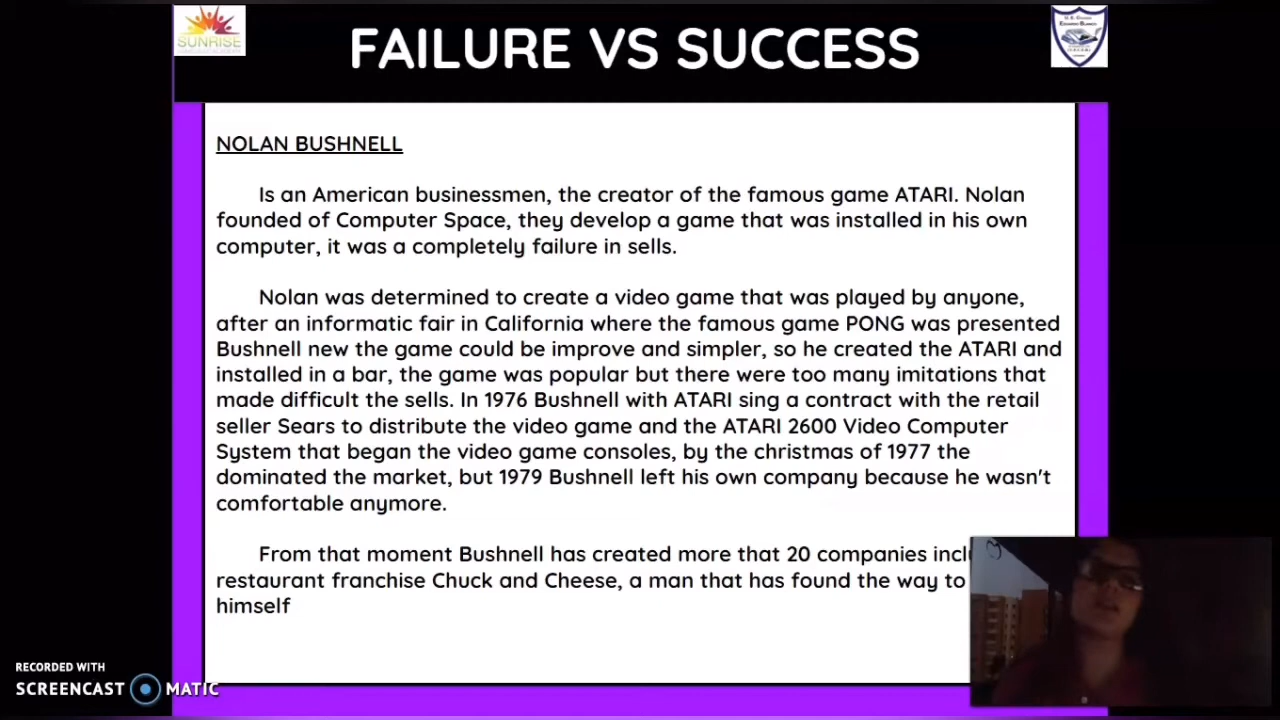 SUNRISE
FAILURE VS SUCCESS
NOLAN BUSHNELL
Is an American businessmen, the creator of the famous game ATARI. Nolan
founded of Computer Space, they develop a game that was installed in his own
computer, it was a completely failure in sells.
Nolan was determined to create a video game that was played by anyone,
after an informatic fair in California where the famous game PONG was presented
Bushnell new the game could be improve and simpler, so he created the ATARI and
installed in a bar, the game was popular but there were too many imitations that
made difficult the sells. In 1976 Bushnell with ATARI sing a contract with the retail
seller Sears to distribute the video game and the ATARI 2600 Video Computer
System that began the video game consoles, by the christmas of 1977 the
dominated the market, but 1979 Bushnell left his own company because he wasn't
comfortable anymore.
From that moment Bushnell has created more that 20 companies
restaurant franchise Chuck and Cheese, a man that has found the way to
himself
RECORDED WITH
SCREENCAST MATIC